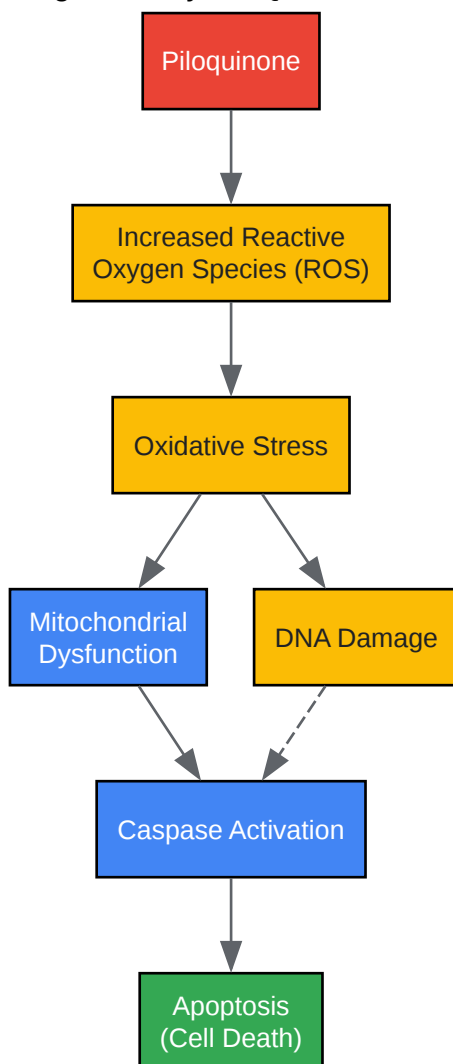 Piloquinone
Increased Reactive
Oxygen Species (ROS)
Oxidative Stress
Mitochondrial
Dysfunction
DNA Damage
Caspase Activation
Apoptosis
(Cell Death)